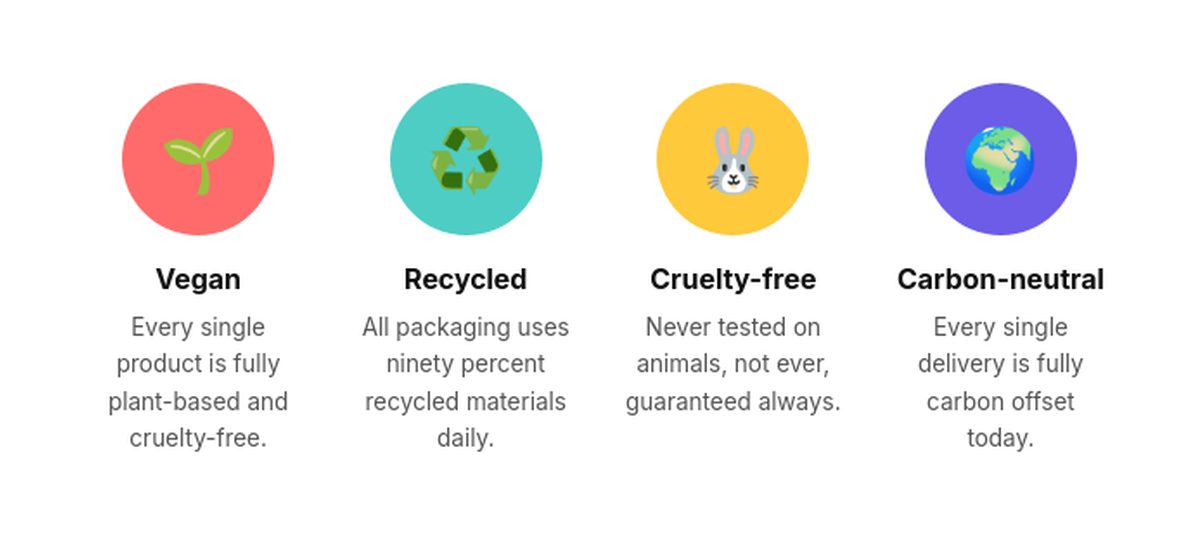 Vegan
Every single
product is fully
plant-based and
cruelty-free.
Recycled
All packaging uses
ninety percent
recycled materials
daily.
Cruelty-free
Never tested on
animals, not ever,
guaranteed always.
Carbon-neutral
Every single
delivery is fully
carbon offset
today.